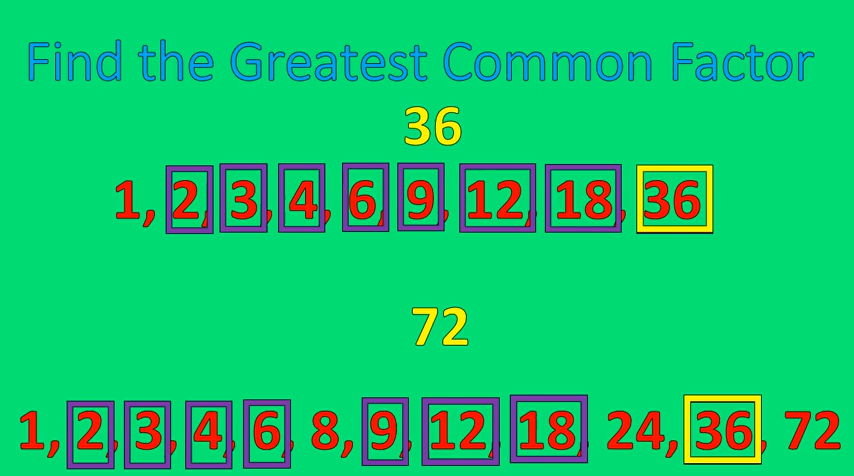 Find the Greatest Common Factor
36
1, 2, 3, 4, 6, 9, 12, 18, 36
72
1, 2, 3, 4, 6, 8, 9, 12, 18, 24, 36, 72